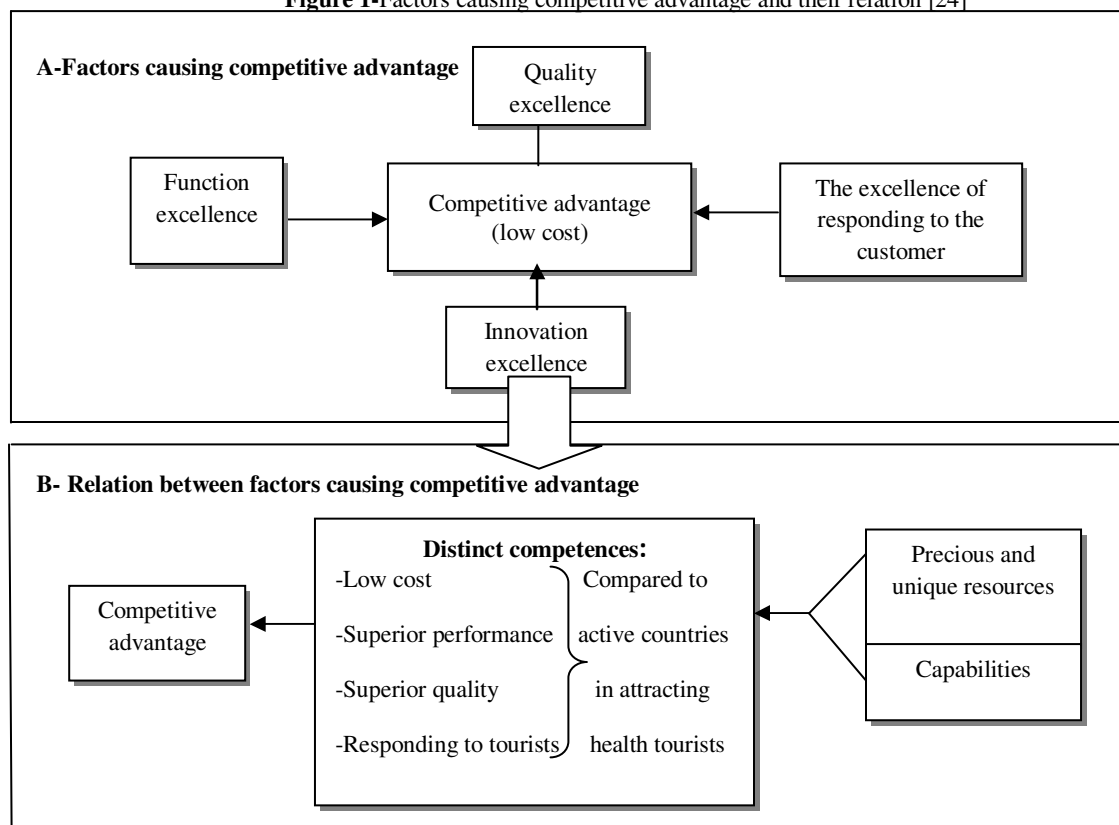 Figure 1-Factors causing competitive advantage and their relation [24]
A-Factors causing competitive advantage
Quality
excellence
Function
excellence
Competitive advantage
(low cost)
The excellence of
responding to the
customer
Innovation
excellence
B- Relation between factors causing competitive advantage
Competitive
advantage
Distinct competences:
-Low cost
-Superior performance
-Superior quality
-Responding to tourists
Compared to
active countries
in attracting
health tourists
Precious and
unique resources
Capabilities